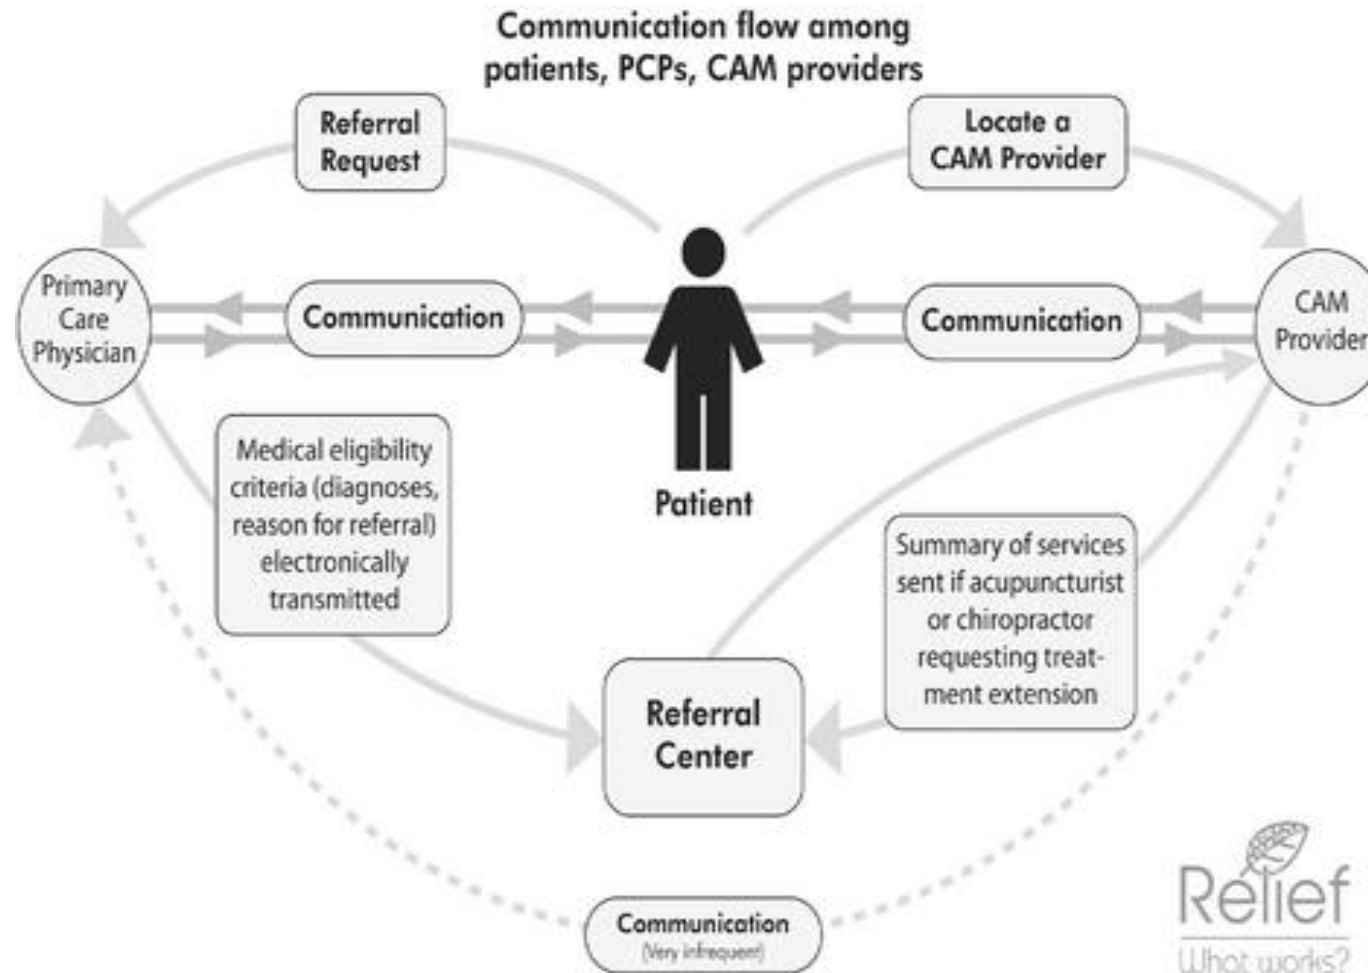 Communication flow among
patients, PCPs, CAM providers
Referral
Request
Locate a
CAM Provider
Primary
Care
Physician
Communication
Communication
CAM
Provider
Medical eligibility
criteria (diagnoses,
reason for referral)
electronically
transmitted
Patient
Summary of services
sent if acupuncturist
or chiropractor
requesting treat-
ment extension
Referral
Center
Communication
(Very infrequent)
Relief
What works?